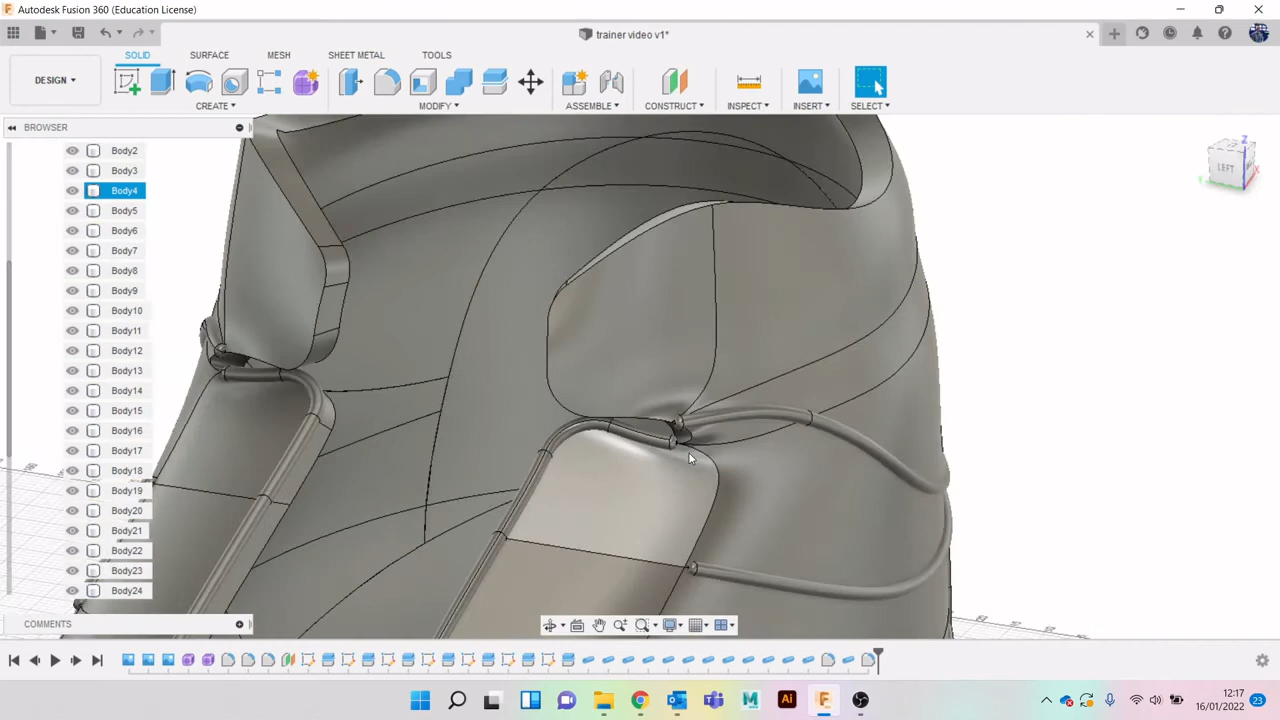 Autodesk Fusion 360 (Education License)
trainer video v1*
DESIGN
SOLID
SURFACE
MESH
SHEET METAL
TOOLS
CREATE
MODIFY
ASSEMBLE
CONSTRUCT
INSPECT
INSERT
SELECT
BROWSER
Body2
Body3
Body4
Body5
Body6
Body7
Body8
Body9
Body10
Body11
Body12
Body13
Body14
Body15
Body16
Body17
Body18
Body19
Body20
Body21
Body22
Body23
Body24
LEFT
Z
X
Y
COMMENTS
M
Ai
F
12:17
16/01/2022
23